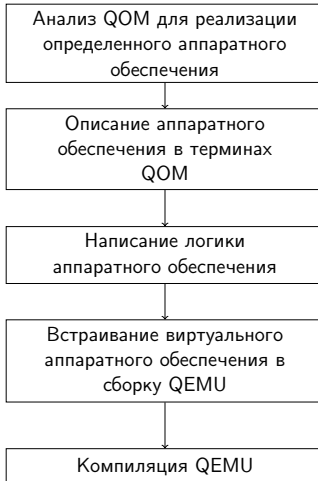 Анализ QOM для реализации
определенного аппаратного
обеспечения
Описание аппаратного
обеспечения в терминах
QOM
Написание логики
аппаратного обеспечения
Встраивание виртуального
аппаратного обеспечения в
сборку QEMU
Компиляция QEMU